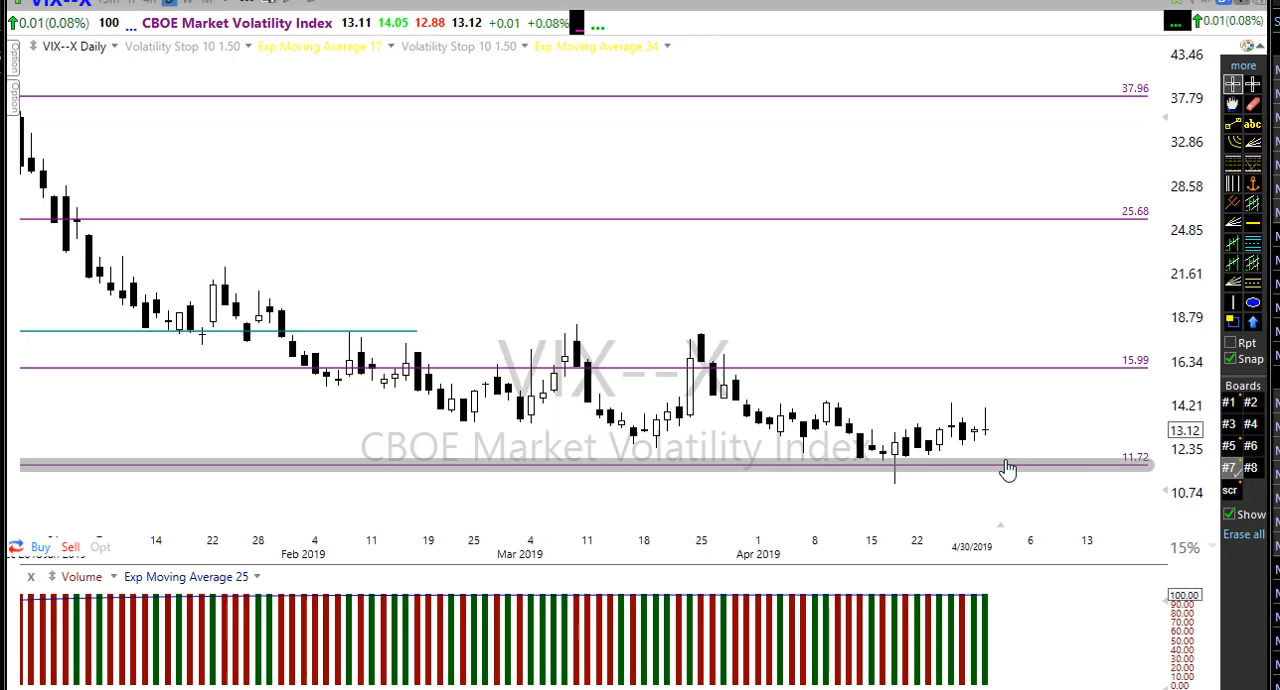 VIX--X 15m 1h 4h D W M
0.01(0.08%) 100 ... CBOE Market Volatility Index 13.11 14.05 12.88 13.12 +0.01 +0.08% ... ... ... 0.01(0.08%)
VIX--X Daily Volatility Stop 10 1.50 Exp Moving Average 17 Volatility Stop 10 1.50 Exp Moving Average 34
Option
Option
43.46
37.96
37.79
32.86
28.58
25.68
24.85
21.61
18.79
16.34
15.99
14.21
13.12
12.35
11.72
10.74
15%
VIX--X
CBOE Market Volatility Index
14 22 28 4 11 19 25 4 11 18 25 1 8 15 22 4/30/2019 6 13
Feb 2019 Mar 2019 Apr 2019
Buy Sell Opt
X Volume Exp Moving Average 25
100.00
90.00
80.00
70.00
60.00
50.00
40.00
30.00
20.00
10.00
0.00
more
abc
Rpt
Snap
Boards
#1 #2
#3 #4
#5 #6
#7 #8
scr
Show
Erase all